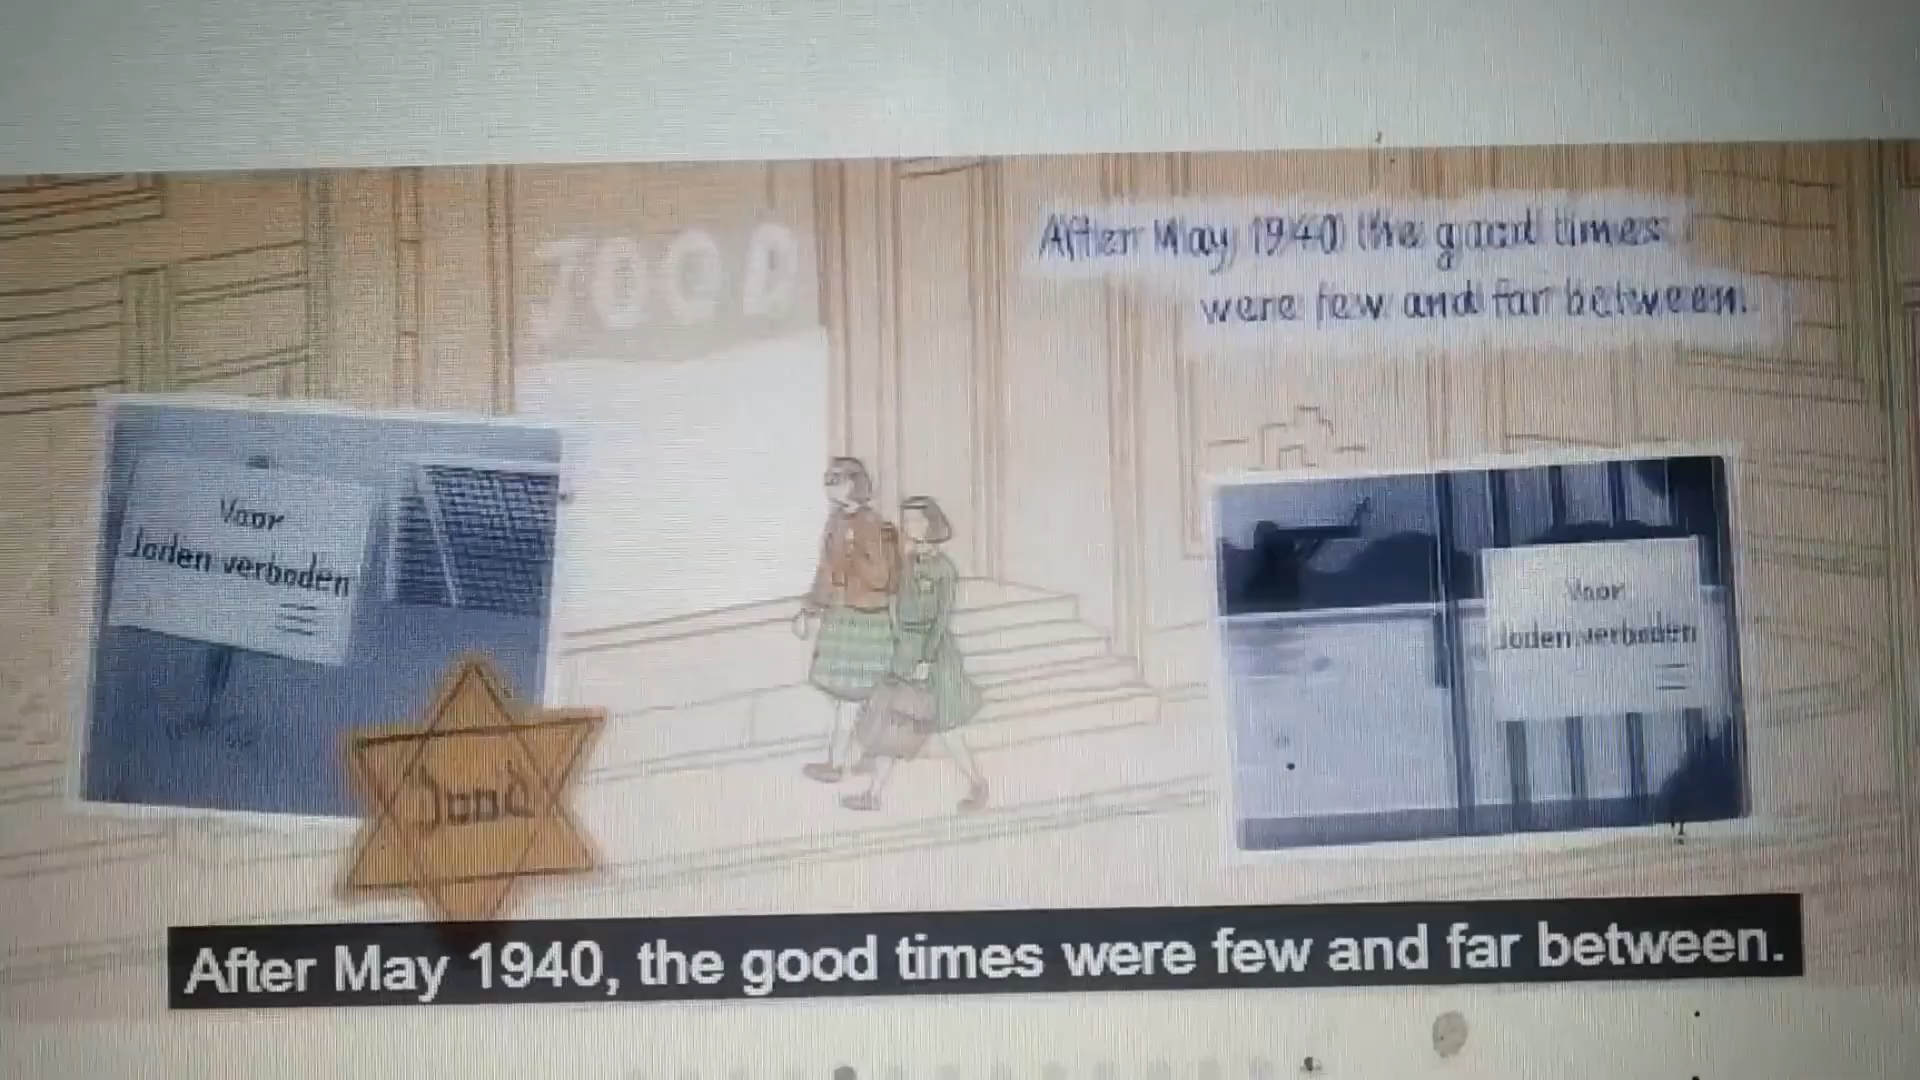 JOOD
After May 1940 the good times
were few and far between.
Voor
Joden verboden
Voor
Joden verboden
Jood
After May 1940, the good times were few and far between.